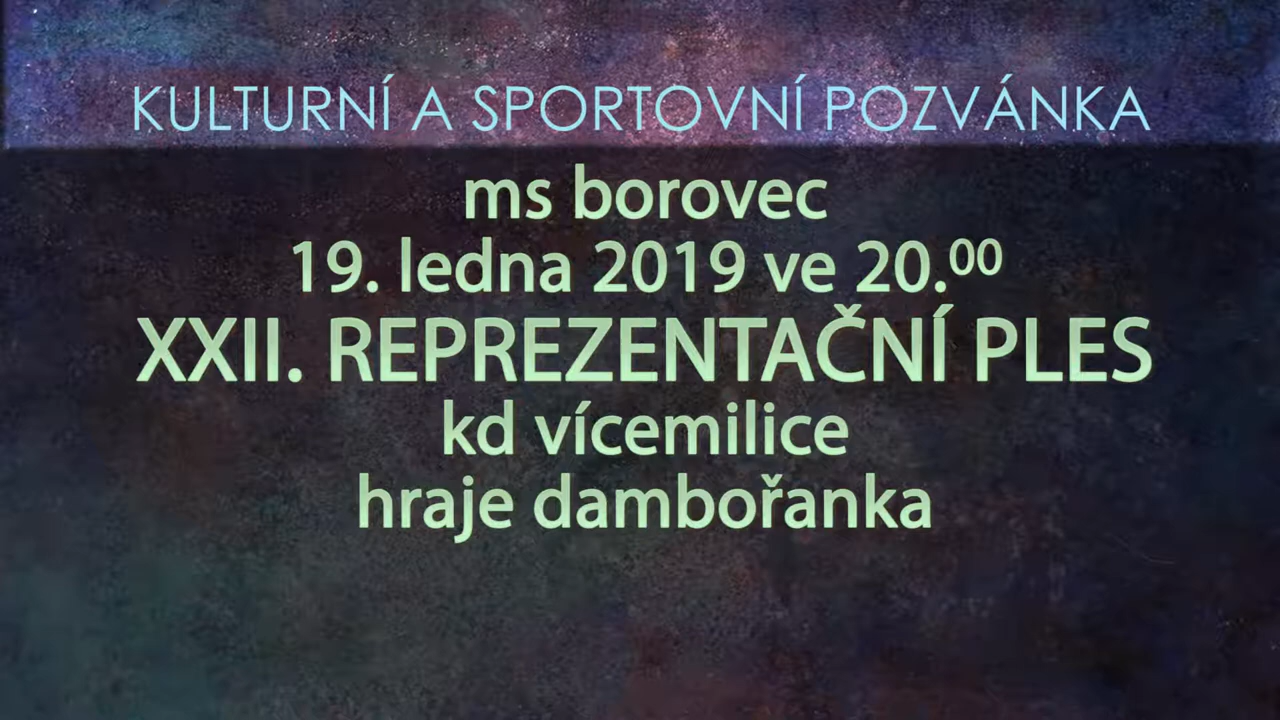 KULTURNÍ A SPORTOVNÍ POZVÁNKA
ms borovec
19. ledna 2019 ve 20.00
XXII. REPREZENTAČNÍ PLES
kd vícemilice
hraje dambořanka